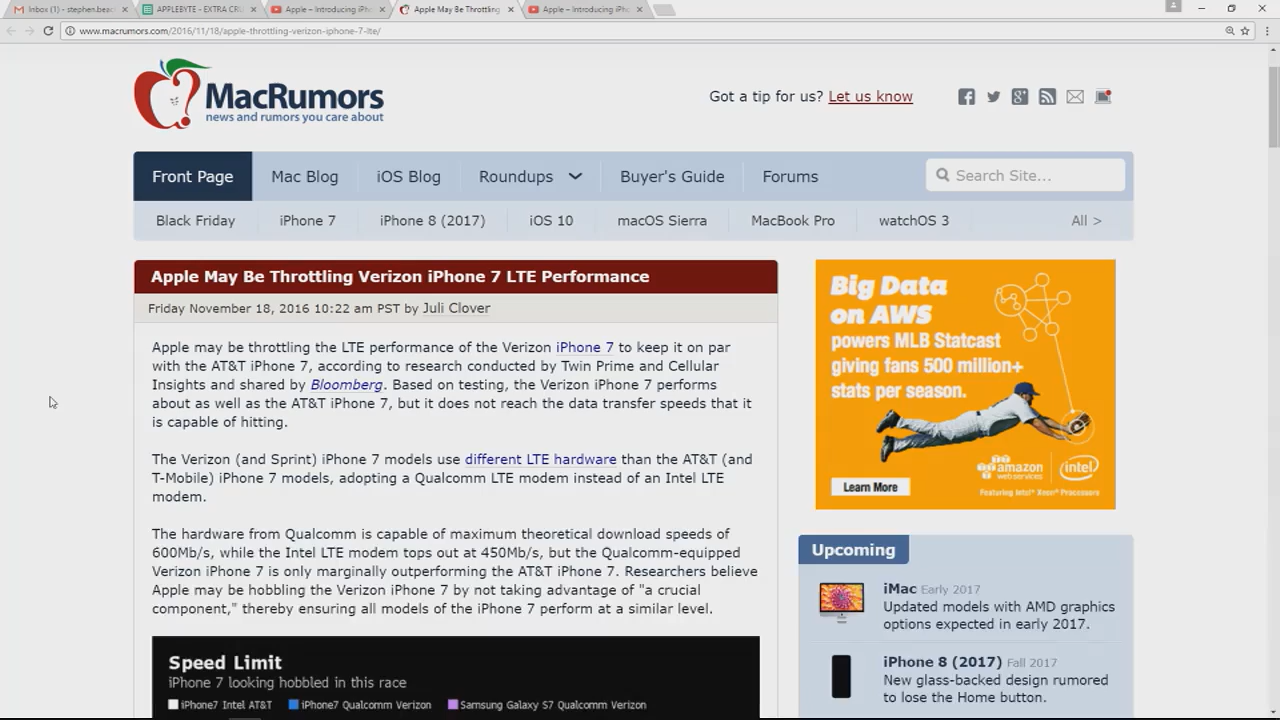 Inbox (1) - stephen.bea
APPLEBYTE - EXTRA CRU
Apple – Introducing iPh
Apple May Be Throttling
Apple – Introducing iPh
www.macrumors.com/2016/11/18/apple-throttling-verizon-iphone-7-lte/
MacRumors
news and rumors you care about
Got a tip for us? Let us know
Front Page Mac Blog iOS Blog Roundups Buyer's Guide Forums Search Site...
Black Friday iPhone 7 iPhone 8 (2017) iOS 10 macOS Sierra MacBook Pro watchOS 3 All >
Apple May Be Throttling Verizon iPhone 7 LTE Performance
Friday November 18, 2016 10:22 am PST by Juli Clover
Apple may be throttling the LTE performance of the Verizon iPhone 7 to keep it on par
with the AT&T iPhone 7, according to research conducted by Twin Prime and Cellular
Insights and shared by Bloomberg. Based on testing, the Verizon iPhone 7 performs
about as well as the AT&T iPhone 7, but it does not reach the data transfer speeds that it
is capable of hitting.
The Verizon (and Sprint) iPhone 7 models use different LTE hardware than the AT&T (and
T-Mobile) iPhone 7 models, adopting a Qualcomm LTE modem instead of an Intel LTE
modem.
The hardware from Qualcomm is capable of maximum theoretical download speeds of
600Mb/s, while the Intel LTE modem tops out at 450Mb/s, but the Qualcomm-equipped
Verizon iPhone 7 is only marginally outperforming the AT&T iPhone 7. Researchers believe
Apple may be hobbling the Verizon iPhone 7 by not taking advantage of "a crucial
component," thereby ensuring all models of the iPhone 7 perform at a similar level.
Speed Limit
iPhone 7 looking hobbled in this race
iPhone7 Intel AT&T iPhone7 Qualcomm Verizon Samsung Galaxy S7 Qualcomm Verizon
Big Data
on AWS
powers MLB Statcast
giving fans 500 million+
stats per season.
Learn More
amazon
web services
intel
Featuring Intel® Xeon® Processors
Upcoming
iMac Early 2017
Updated models with AMD graphics
options expected in early 2017.
iPhone 8 (2017) Fall 2017
New glass-backed design rumored
to lose the Home button.